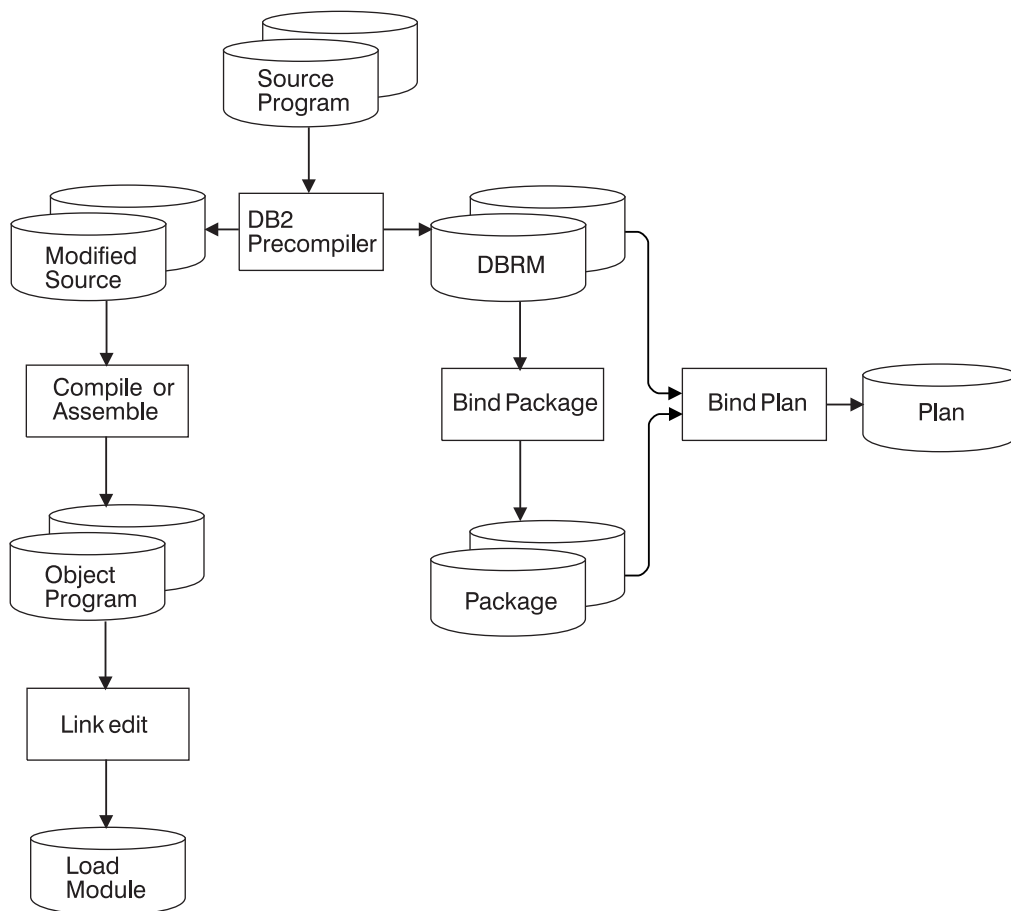 Source
Program
DB2
Precompiler
Modified
Source
DBRM
Compile or
Assemble
Bind Package
Bind Plan
Plan
Object
Program
Package
Link edit
Load
Module